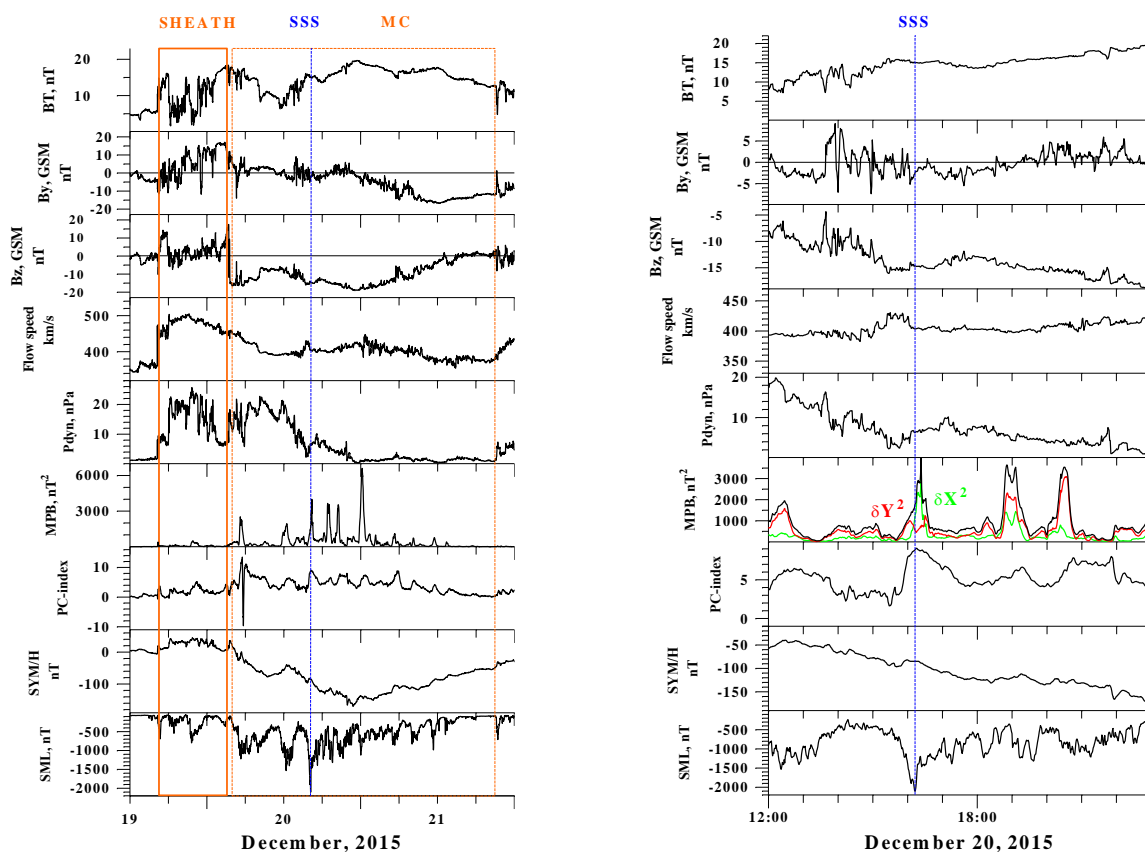 SHEATH SSS MC
20
10
BT, nT
20
10
0
-10
-20
By, GSM
nT
20
10
0
-10
-20
Bz, GSM
nT
500
400
Flow speed
km/s
20
10
Pdyn, nPa
6000
3000
MPB, nT2
10
0
-10
PC-index
0
-100
SYM/H
nT
-500
-1000
-1500
-2000
SML, nT
19 20 21
December, 2015
SSS
20
15
10
5
BT, nT
5
0
-5
By, GSM
nT
-5
-10
-15
Bz, GSM
nT
450
400
350
Flow speed
km/s
20
10
Pdyn, nPa
3000
2000
1000
MPB, nT2
δY2 δX2
5
0
PC-index
-50
-100
-150
SYM/H
nT
-500
-1000
-1500
-2000
SML, nT
12:00 18:00
December 20, 2015